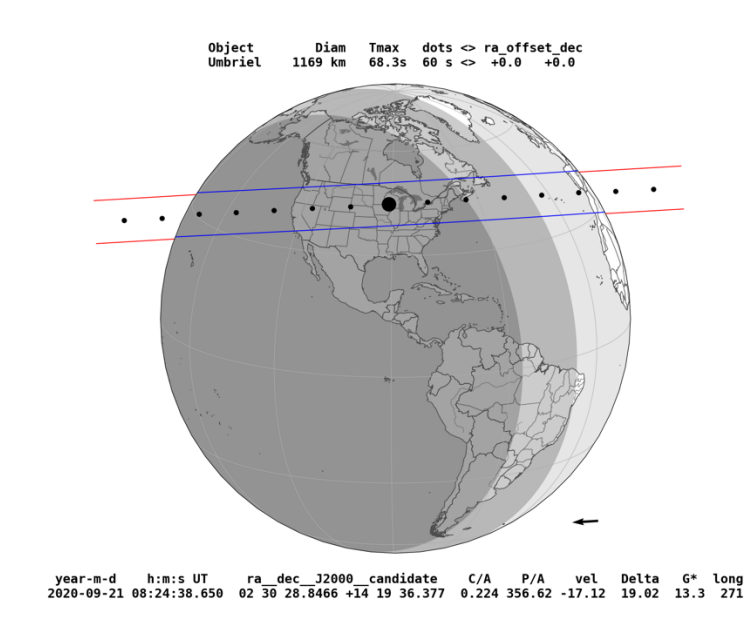 Object Diam Tmax dots <> ra_offset_dec
Umbriel 1169 km 68.3s 60 s <> +0.0 +0.0
year-m-d h:m:s UT ra__dec__J2000__candidate C/A P/A vel Delta G* long
2020-09-21 08:24:38.650 02 30 28.8466 +14 19 36.377 0.224 356.62 -17.12 19.02 13.3 271